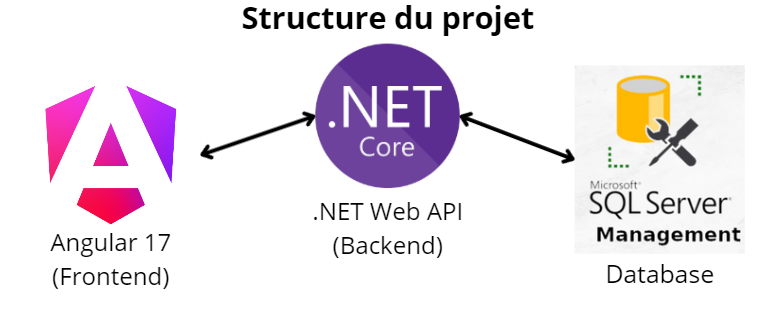 Structure du projet
.NET
Core
Microsoft
SQL Server
Management
.NET Web API
(Backend)
Angular 17
(Frontend)
Database